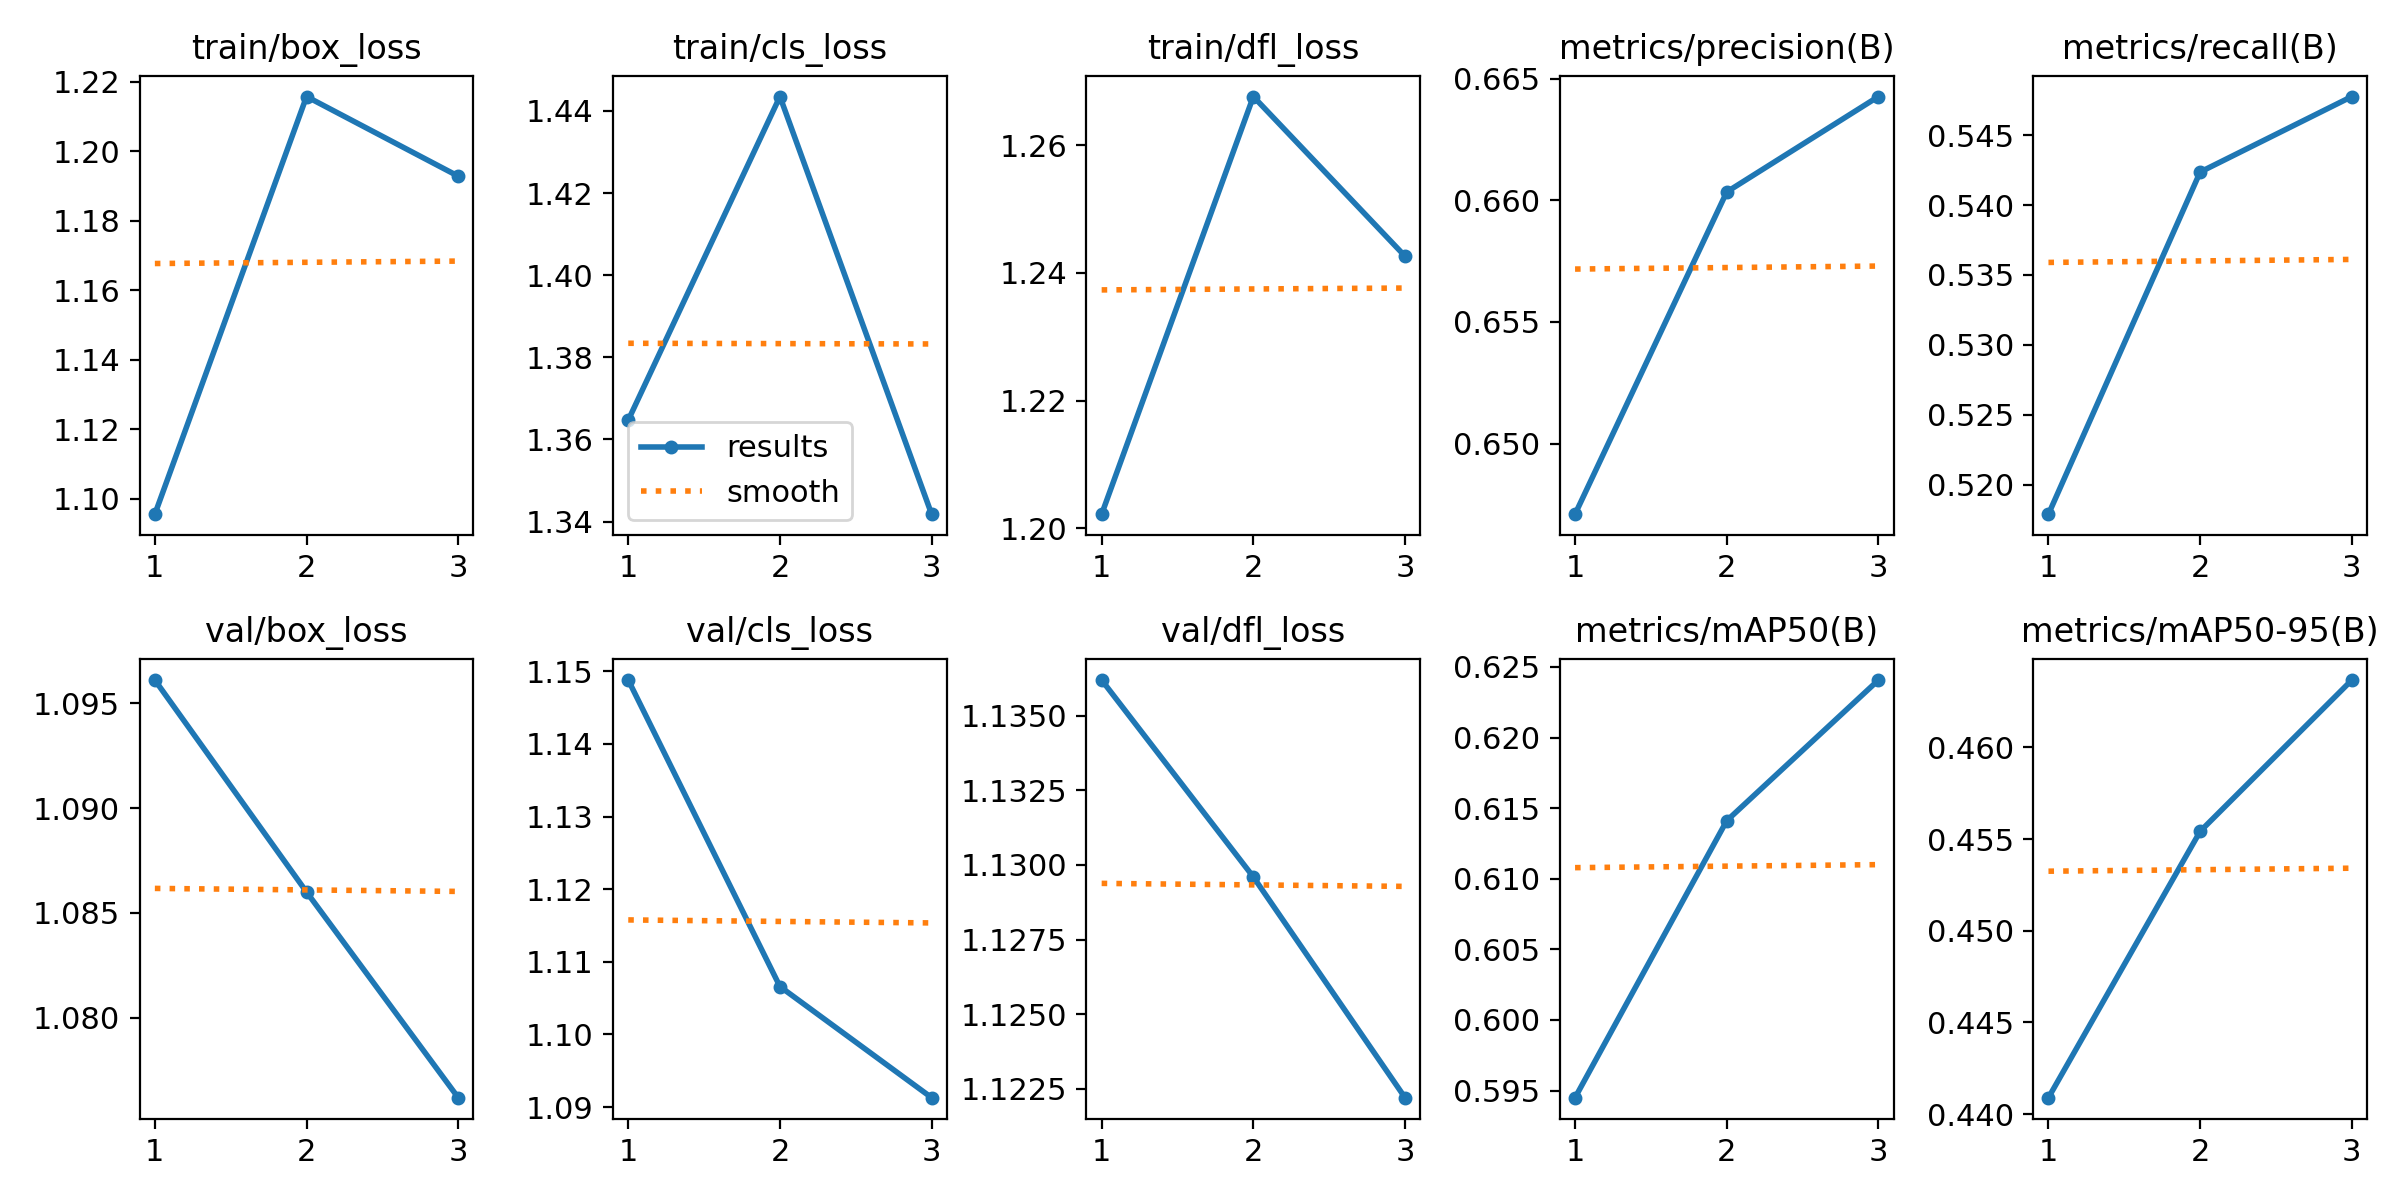 train/box_loss
1.22
1.20
1.18
1.16
1.14
1.12
1.10
1 2 3
train/cls_loss
1.44
1.42
1.40
1.38
1.36
1.34
results
smooth
1 2 3
train/dfl_loss
1.26
1.24
1.22
1.20
1 2 3
metrics/precision(B)
0.665
0.660
0.655
0.650
1 2 3
metrics/recall(B)
0.545
0.540
0.535
0.530
0.525
0.520
1 2 3
val/box_loss
1.095
1.090
1.085
1.080
1 2 3
val/cls_loss
1.15
1.14
1.13
1.12
1.11
1.10
1.09
1 2 3
val/dfl_loss
1.1350
1.1325
1.1300
1.1275
1.1250
1.1225
1 2 3
metrics/mAP50(B)
0.625
0.620
0.615
0.610
0.605
0.600
0.595
1 2 3
metrics/mAP50-95(B)
0.460
0.455
0.450
0.445
0.440
1 2 3